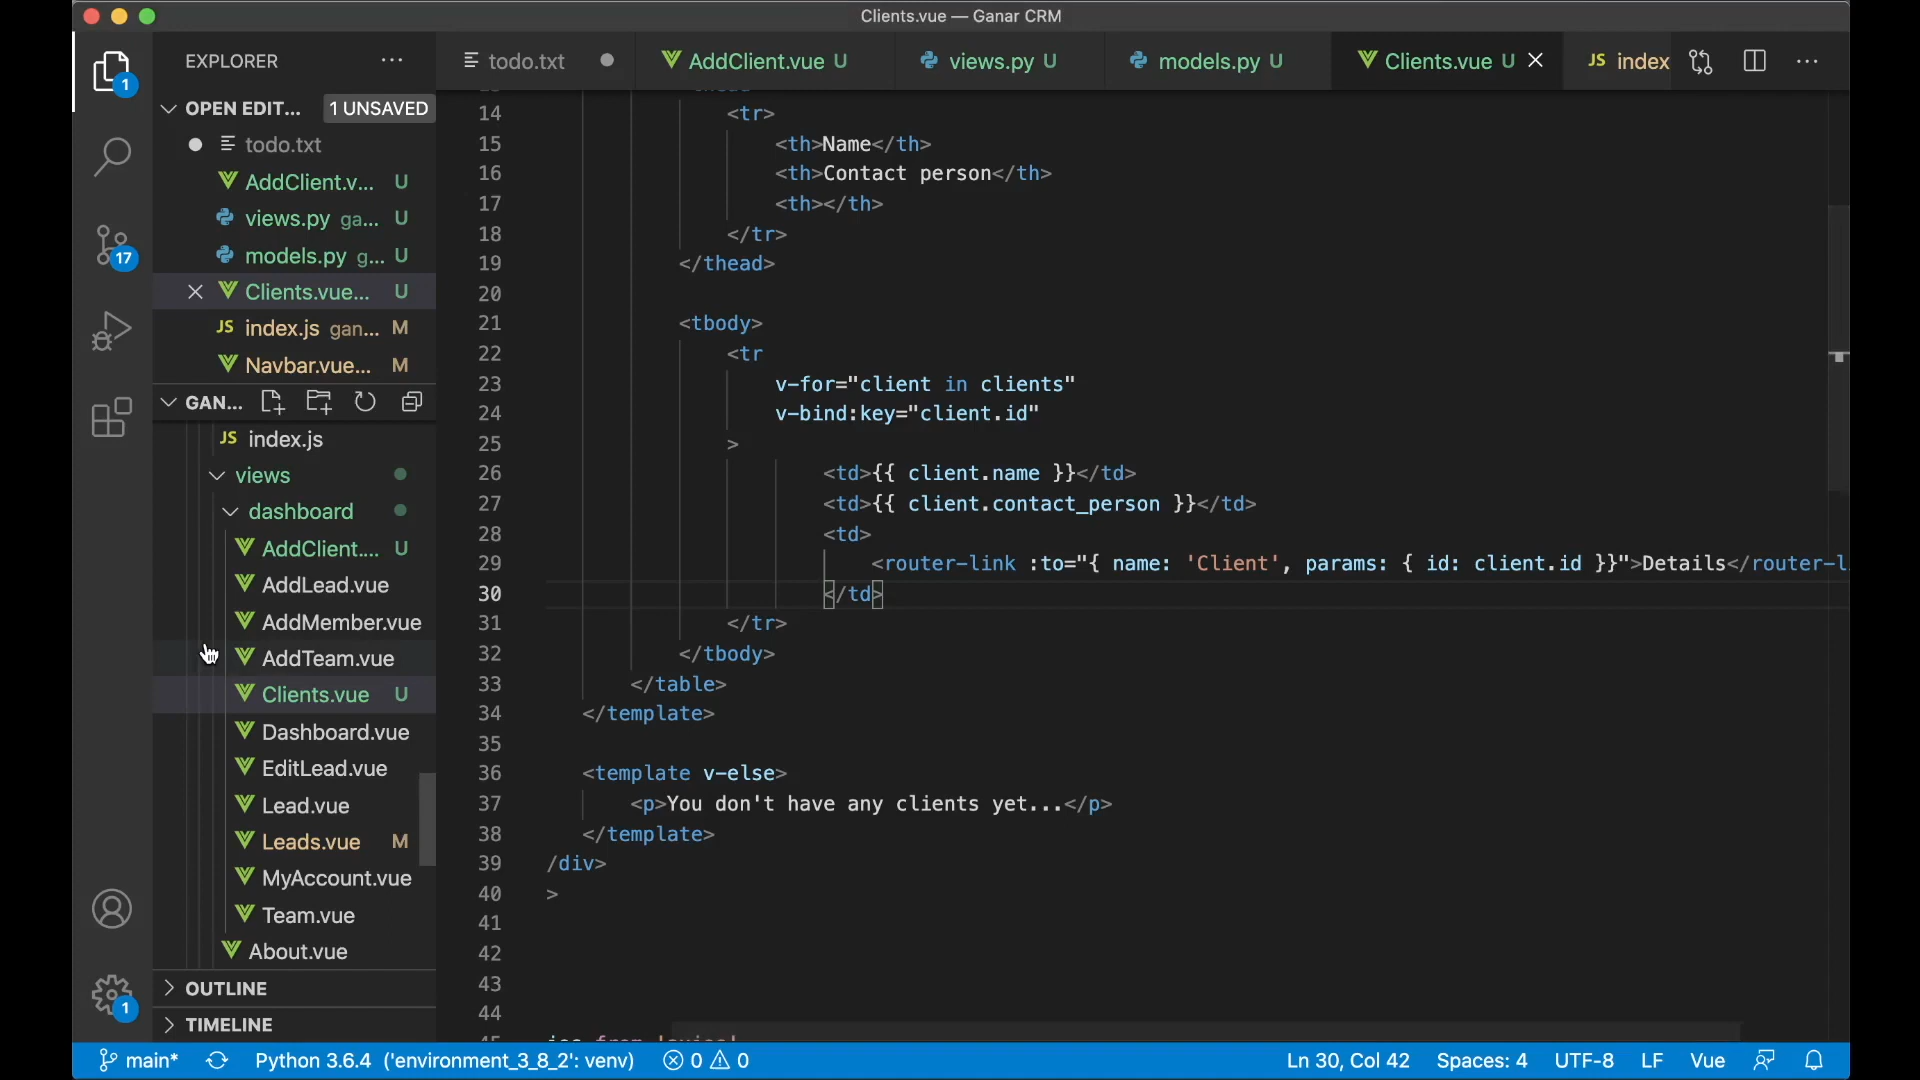 Clients.vue — Ganar CRM
EXPLORER
todo.txt
AddClient.vue U
views.py U
models.py U
Clients.vue U
JS index
1
OPEN EDIT... 1 UNSAVED
todo.txt
AddClient.v... U
views.py ga... U
models.py g... U
Clients.vue... U
JS index.js gan... M
Navbar.vue... M
17
GAN...
JS index.js
views
dashboard
AddClient.... U
AddLead.vue
AddMember.vue
AddTeam.vue
Clients.vue U
Dashboard.vue
EditLead.vue
Lead.vue
Leads.vue M
MyAccount.vue
Team.vue
About.vue
OUTLINE
TIMELINE
1
14 <tr>
15 <th>Name</th>
16 <th>Contact person</th>
17 <th></th>
18 </tr>
19 </thead>
20
21 <tbody>
22 <tr
23 v-for="client in clients"
24 v-bind:key="client.id"
25 >
26 <td>{{ client.name }}</td>
27 <td>{{ client.contact_person }}</td>
28 <td>
29 <router-link :to="{ name: 'Client', params: { id: client.id }}">Details</router-l
30 </td>
31 </tr>
32 </tbody>
33 </table>
34 </template>
35
36 <template v-else>
37 <p>You don't have any clients yet...</p>
38 </template>
39 /div>
40 >
41
42
43
44
main* Python 3.6.4 ('environment_3_8_2': venv) 0 0 Ln 30, Col 42 Spaces: 4 UTF-8 LF Vue